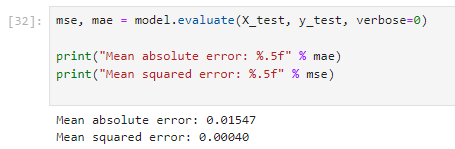 [32]: mse, mae = model.evaluate(X_test, y_test, verbose=0)
print("Mean absolute error: %.5f" % mae)
print("Mean squared error: %.5f" % mse)
Mean absolute error: 0.01547
Mean squared error: 0.00040